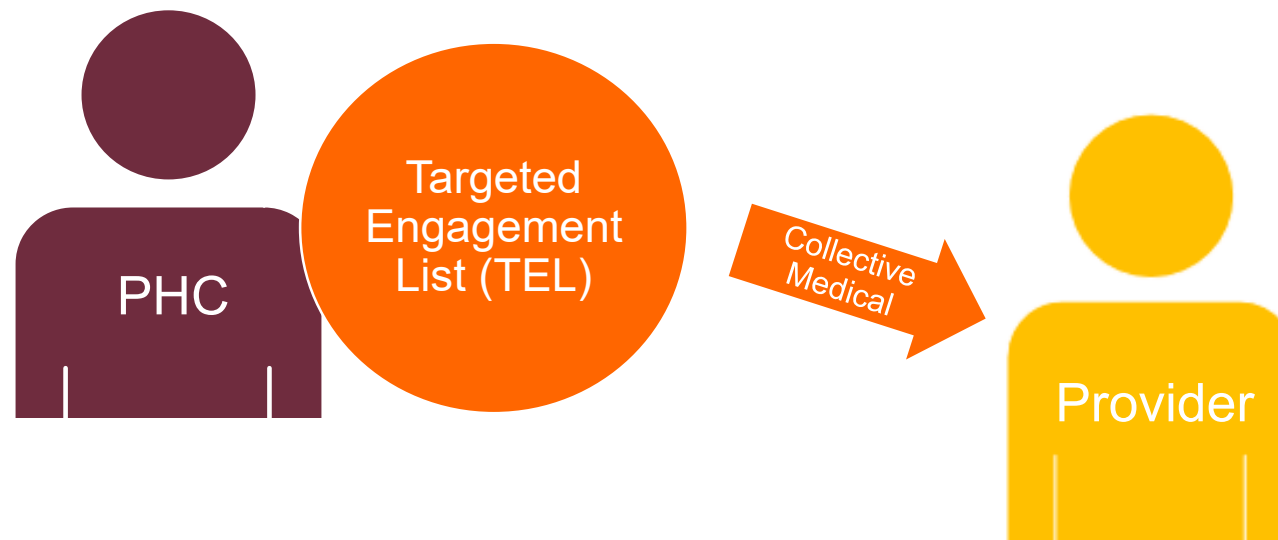 PHC
Targeted
Engagement
List (TEL)
Collective
Medical
Provider